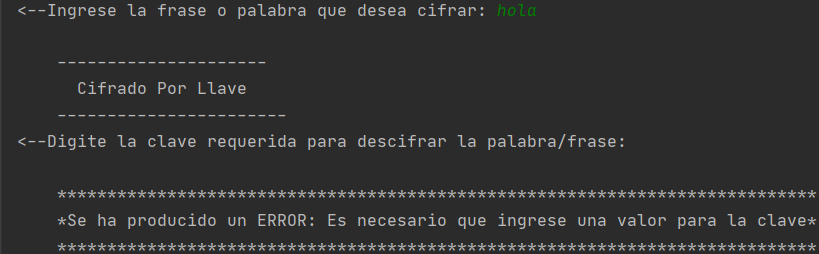 <--Ingrese la frase o palabra que desea cifrar: hola
---------------------
Cifrado Por Llave
-----------------------
<--Digite la clave requerida para descifrar la palabra/frase:
****************************************************************************
*Se ha producido un ERROR: Es necesario que ingrese una valor para la clave*
****************************************************************************